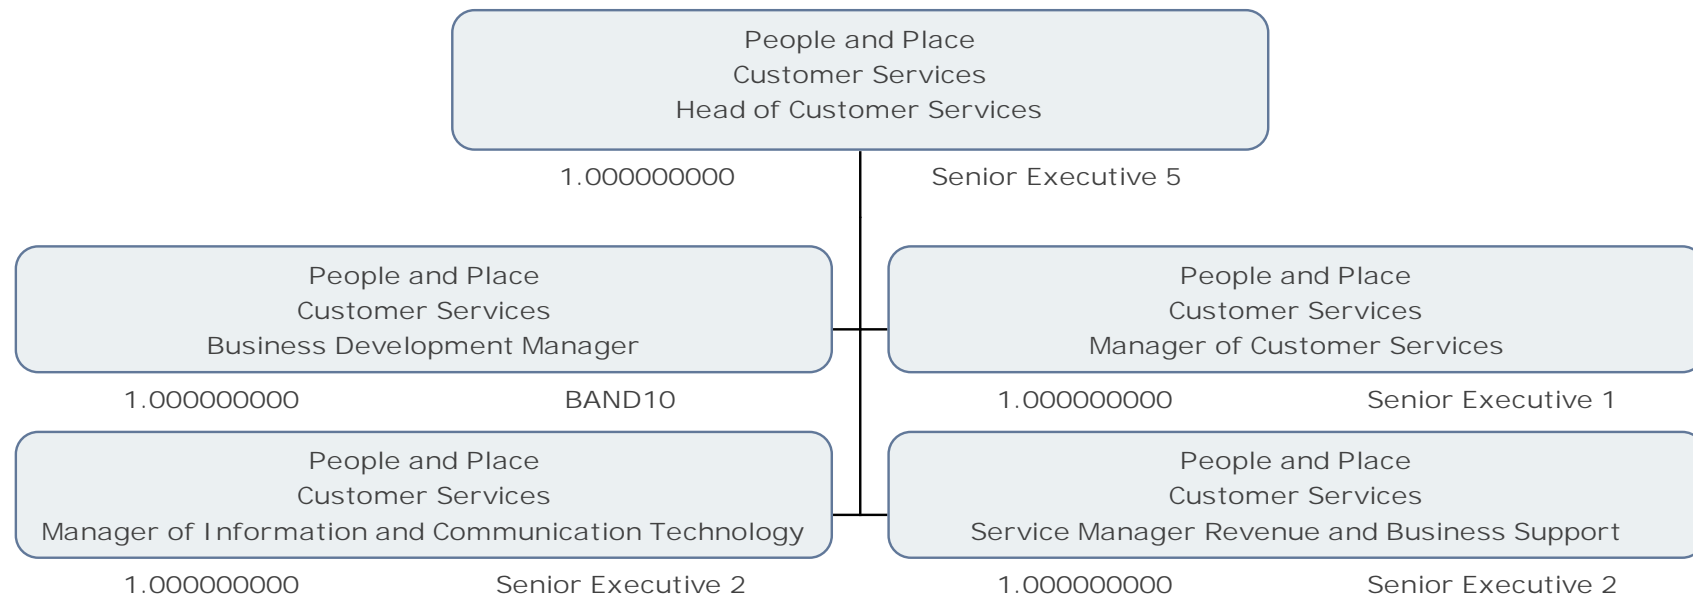 People and Place
Customer Services
Head of Customer Services
1.000000000 Senior Executive 5
People and Place
Customer Services
Business Development Manager
1.000000000 BAND10
People and Place
Customer Services
Manager of Customer Services
1.000000000 Senior Executive 1
People and Place
Customer Services
Manager of Information and Communication Technology
1.000000000 Senior Executive 2
People and Place
Customer Services
Service Manager Revenue and Business Support
1.000000000 Senior Executive 2